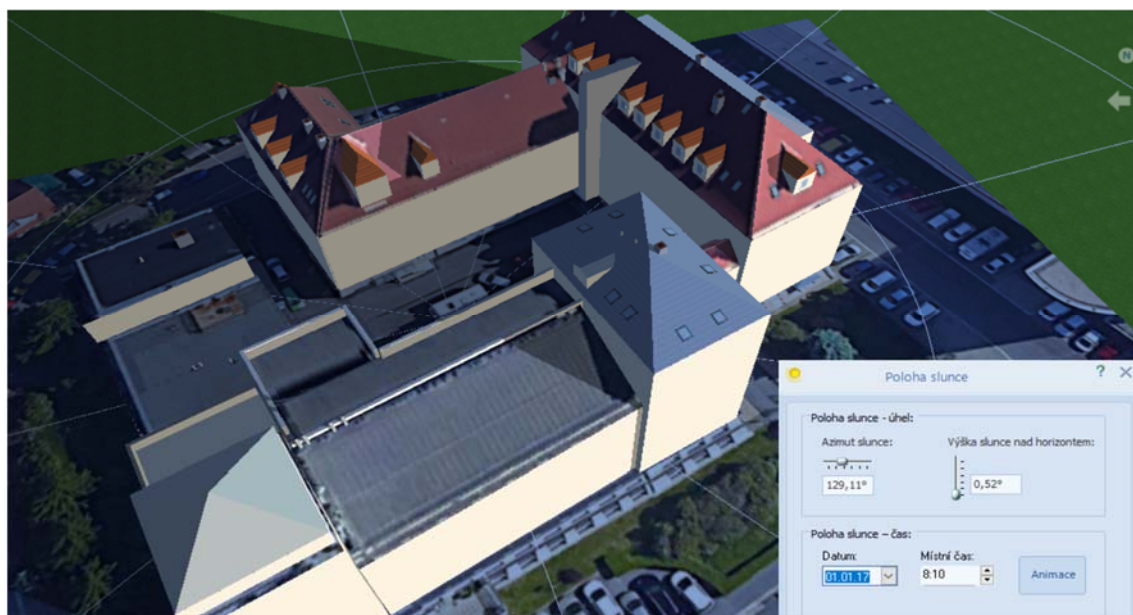 N
Poloha slunce ? ×
Poloha slunce - úhel:
Azimut slunce: Výška slunce nad horizontem:
129,11° 0,52°
Poloha slunce – čas:
Datum: Místní čas:
01.01.17 8:10 Animace